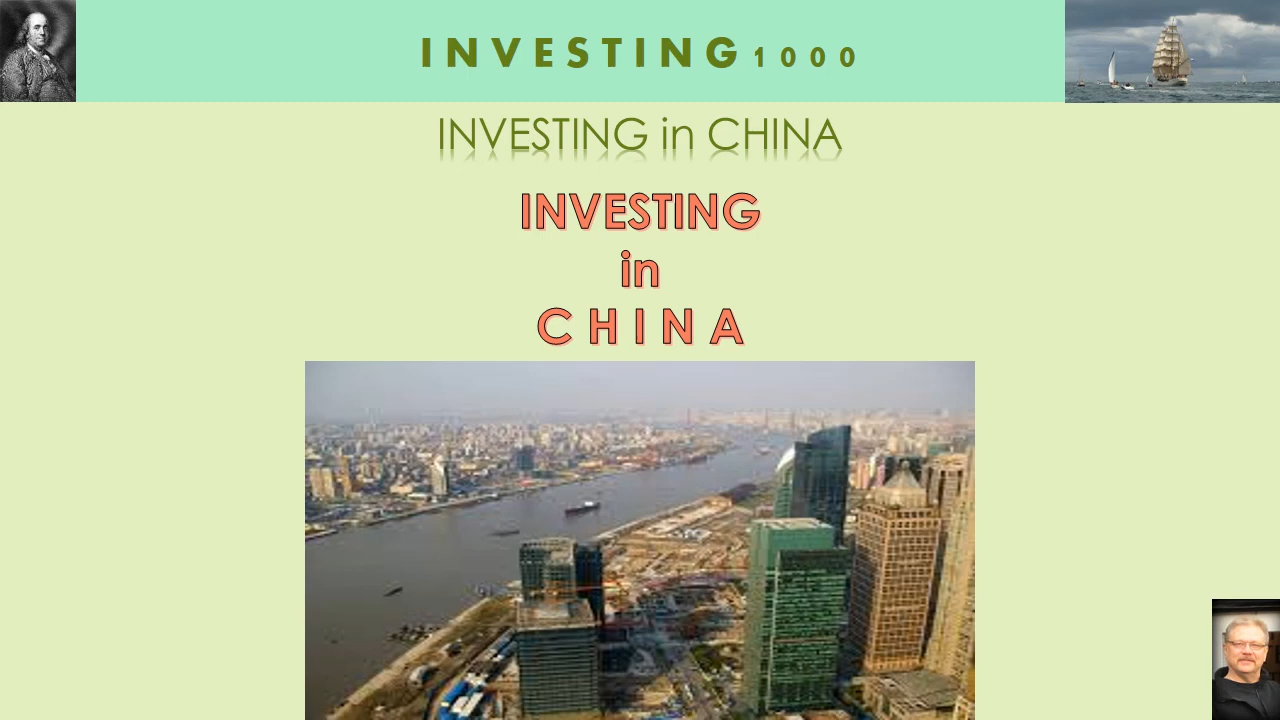 INVESTING1000
INVESTING in CHINA
INVESTING
in
CHINA